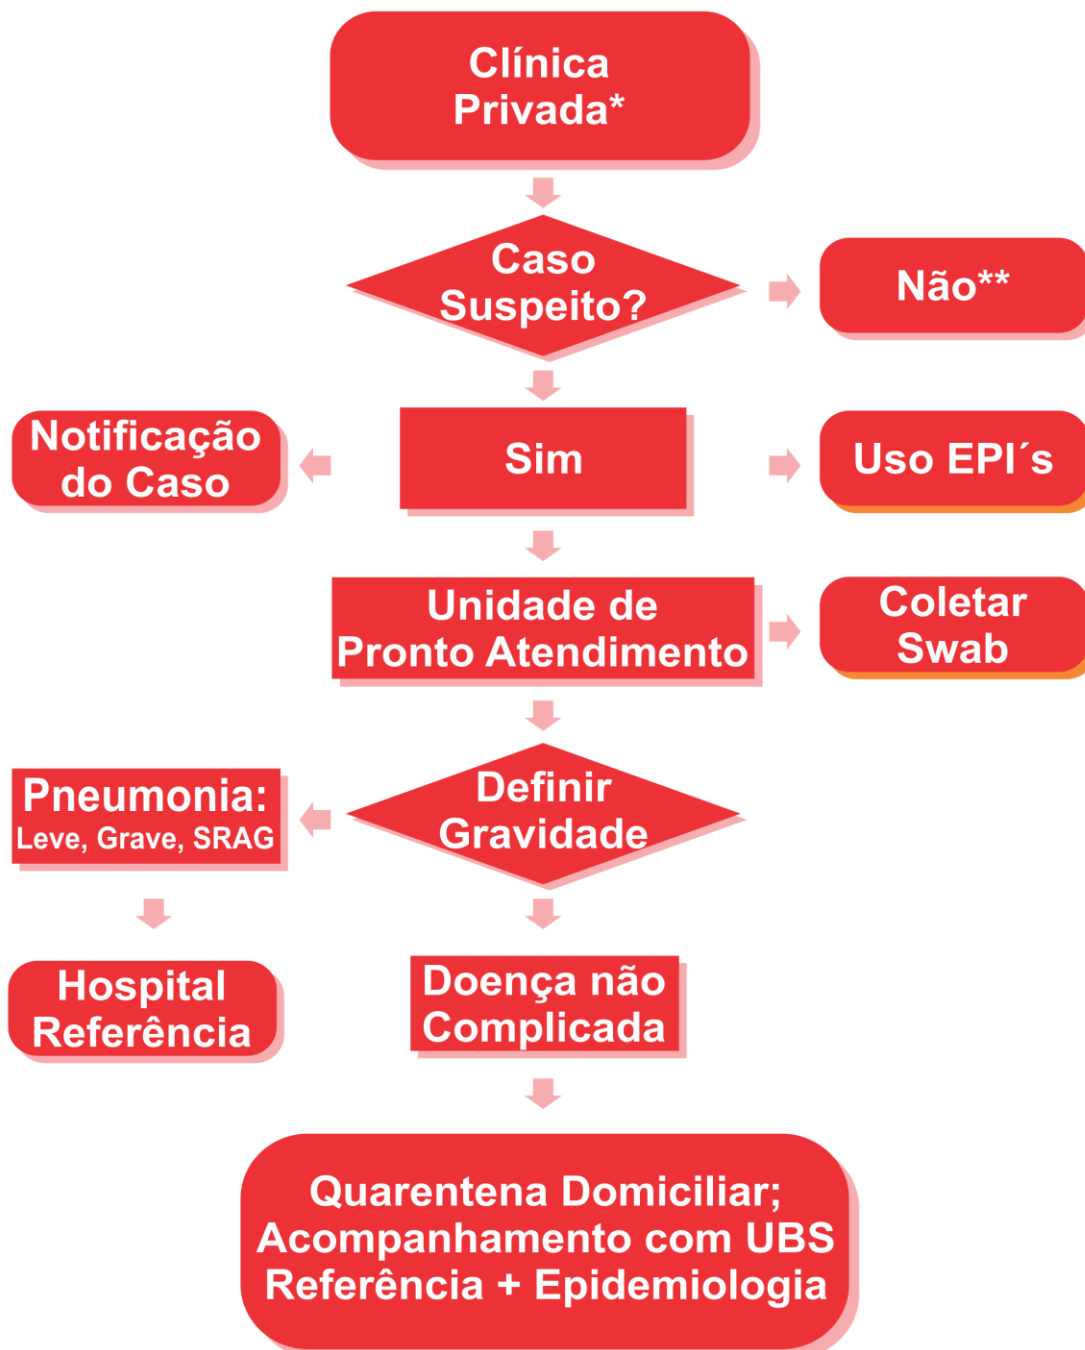 Clínica
Privada*
Caso
Suspeito?
Não**
Notificação
do Caso
Sim
Uso EPI´s
Unidade de
Pronto Atendimento
Coletar
Swab
Definir
Gravidade
Pneumonia:
Leve, Grave, SRAG
Hospital
Referência
Doença não
Complicada
Quarentena Domiciliar;
Acompanhamento com UBS
Referência + Epidemiologia